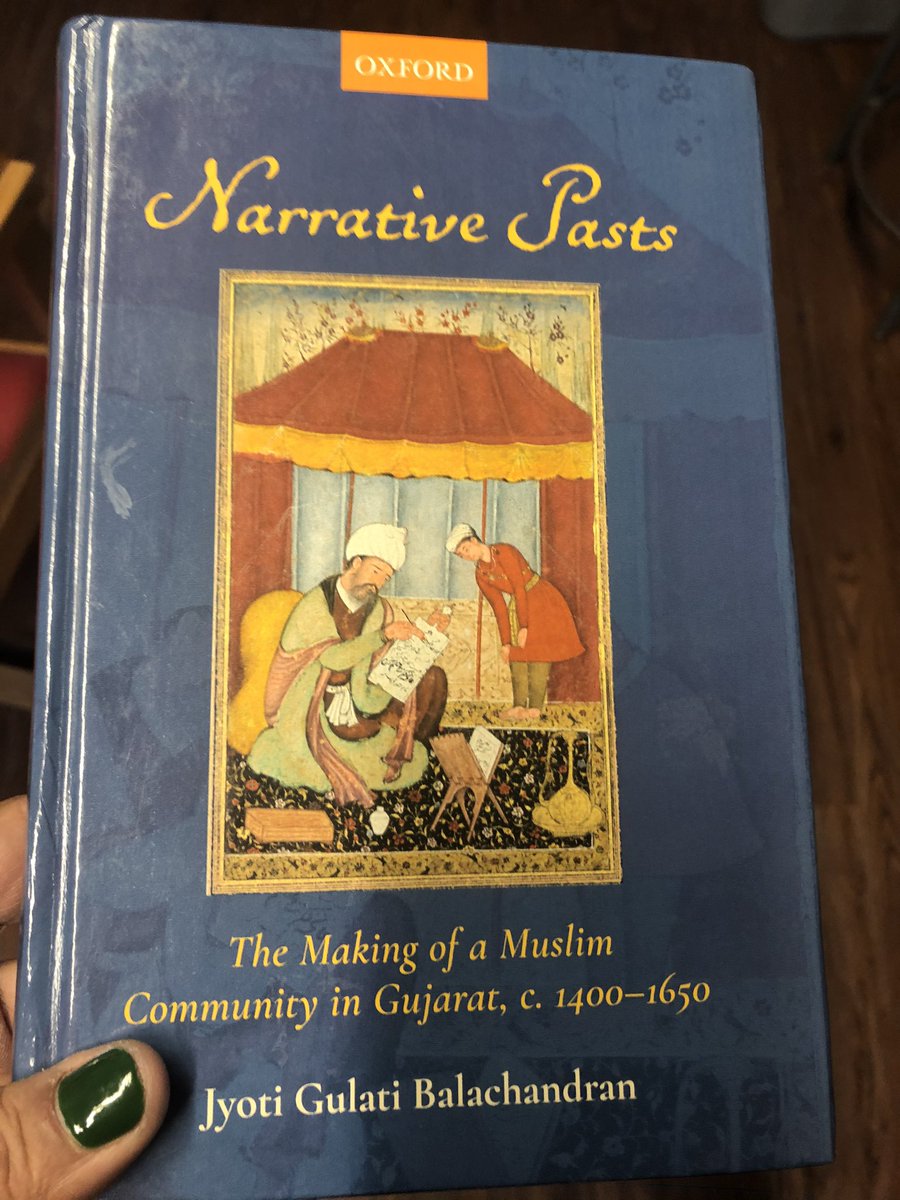 OXFORD
Narrative Pasts
The Making of a Muslim
Community in Gujarat, c. 1400–1650
Jyoti Gulati Balachandran